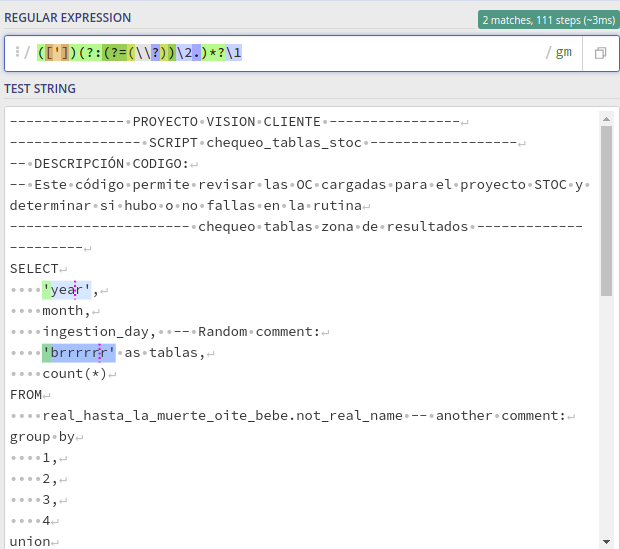 REGULAR EXPRESSION
2 matches, 111 steps (~3ms)
/ (['])(?:(?=(\\?))\2.)*?\1 / gm
TEST STRING
-------------- PROYECTO VISION CLIENTE ----------------
---------------- SCRIPT chequeo_tablas_stoc ------------------
-- DESCRIPCIÓN CODIGO:
-- Este código permite revisar las OC cargadas para el proyecto STOC y
determinar si hubo o no fallas en la rutina
---------------------- chequeo tablas zona de resultados -------------
---------
SELECT
'year',
month,
ingestion_day, -- Random comment:
'brrrrrr' as tablas,
count(*)
FROM
real_hasta_la_muerte_oite_bebe.not_real_name -- another comment:
group by
1,
2,
3,
4
union